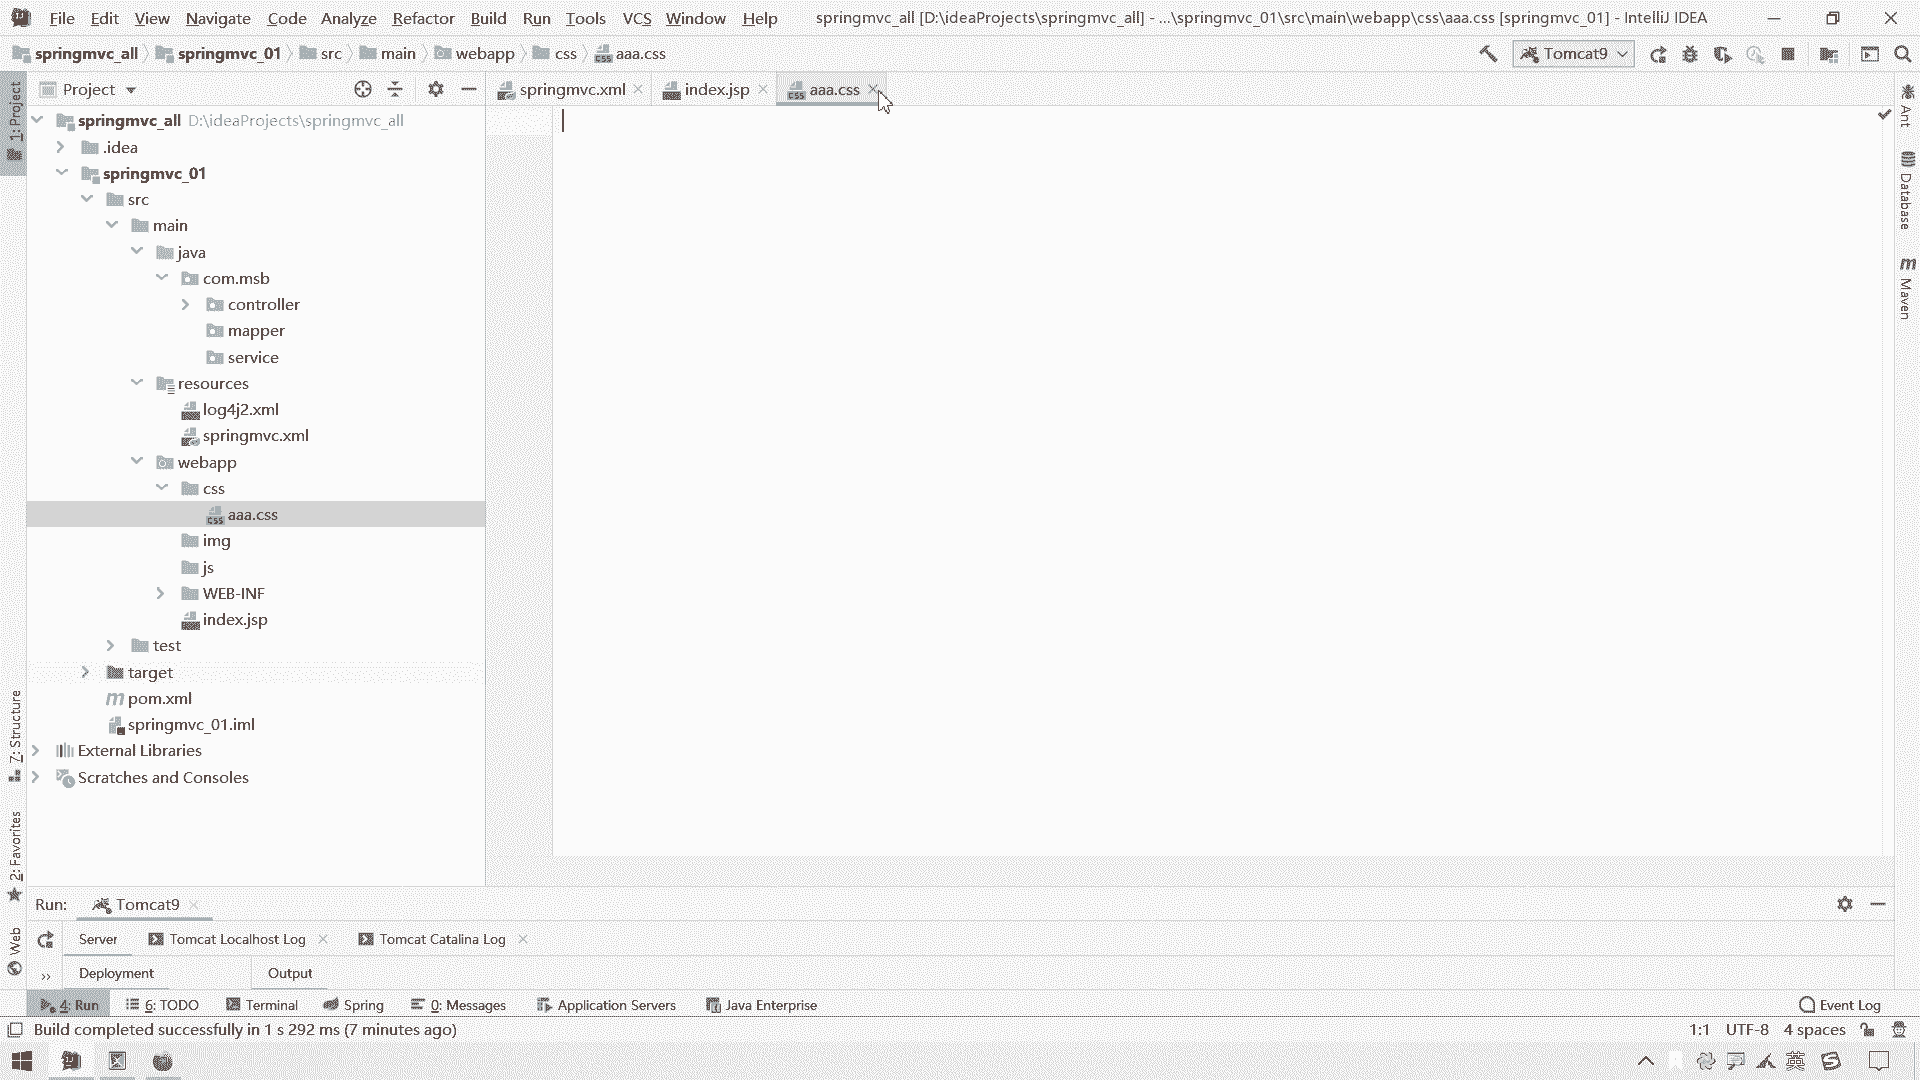 File Edit View Navigate Code Analyze Refactor Build Run Tools VCS Window Help springmvc_all [D:\ideaProjects\springmvc_all] - ...\springmvc_01\src\main\webapp\css\aaa.css [springmvc_01] - IntelliJ IDEA
springmvc_all springmvc_01 src main webapp css aaa.css Tomcat9
Project springmvc.xml index.jsp aaa.css
1: Project
springmvc_all D:\ideaProjects\springmvc_all
.idea
springmvc_01
src
main
java
com.msb
controller
mapper
service
resources
log4j2.xml
springmvc.xml
webapp
css
aaa.css
img
js
WEB-INF
index.jsp
test
target
pom.xml
springmvc_01.iml
External Libraries
Scratches and Consoles
Ant
Database
Maven
7: Structure
2: Favorites
Web
Run: Tomcat9
Server Tomcat Localhost Log Tomcat Catalina Log
Deployment Output
4: Run 6: TODO Terminal Spring 0: Messages Application Servers Java Enterprise Event Log
Build completed successfully in 1 s 292 ms (7 minutes ago) 1:1 UTF-8 4 spaces
英